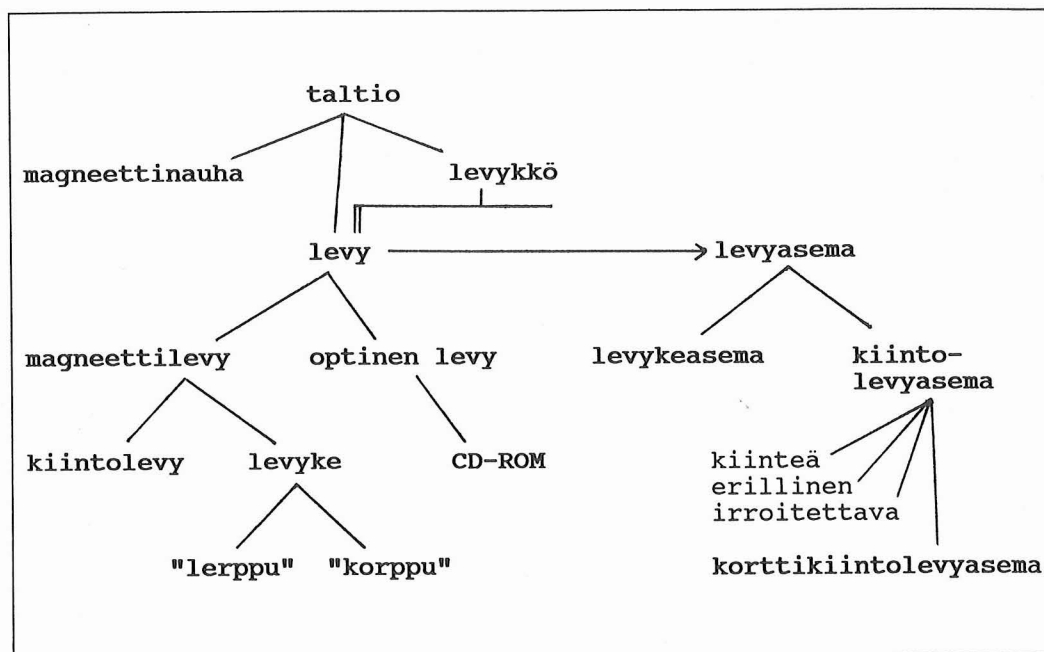 taltio
magneettinauha
levykkö
levy
levyasema
magneettilevy
optinen levy
levykeasema
kiinto-
levyasema
kiintolevy
levyke
CD-ROM
kiinteä
erillinen
irroitettava
"lerppu"
"korppu"
korttikiintolevyasema